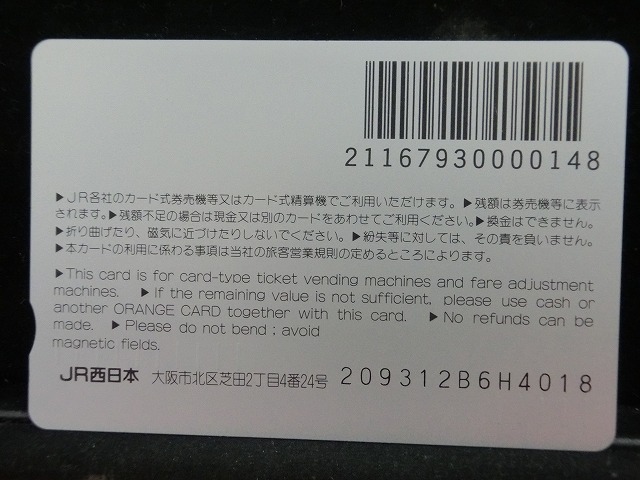 21167930000148
▶JR各社のカード式券売機等又はカード式精算機でご利用いただけます。▶残額は券売機等に表示
されます。▶残額不足の場合は現金又は別のカードをあわせてご利用ください。▶換金はできません。
▶折り曲げたり、磁気に近づけたりしないでください。▶紛失等に対しては、その責を負いません。
▶本カードの利用に係わる事項は当社の旅客営業規則の定めるところによります。
▶This card is for card-type ticket vending machines and fare adjustment
machines. ▶If the remaining value is not sufficient, please use cash or
another ORANGE CARD together with this card. ▶No refunds can be
made. ▶Please do not bend; avoid
magnetic fields.
JR西日本 大阪市北区芝田2丁目4番24号 209312B6H4018